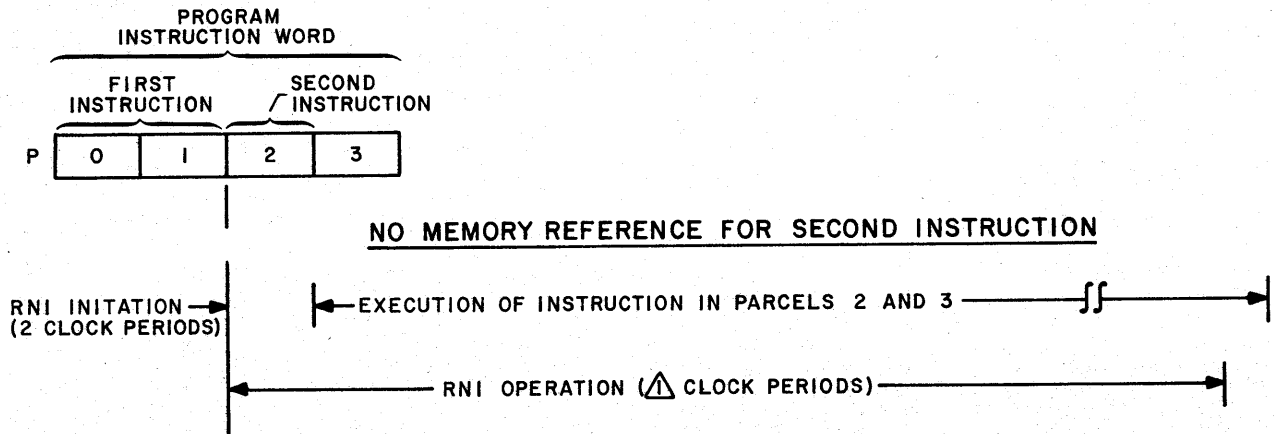 PROGRAM
INSTRUCTION WORD
FIRST
INSTRUCTION
SECOND
INSTRUCTION
P 0 1 2 3
NO MEMORY REFERENCE FOR SECOND INSTRUCTION
RNI INITATION
(2 CLOCK PERIODS)
EXECUTION OF INSTRUCTION IN PARCELS 2 AND 3
RNI OPERATION (1 CLOCK PERIODS)